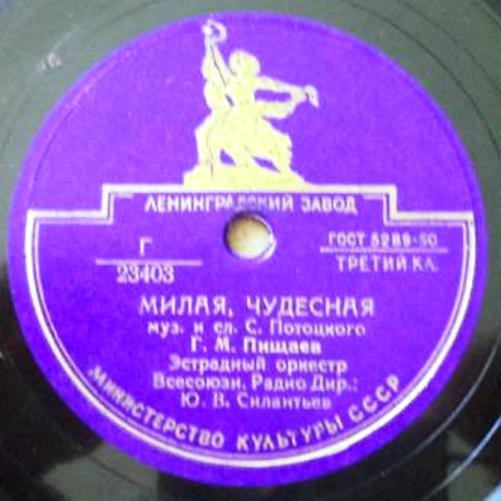 ЛЕНИНГРАДСКИЙ ЗАВОД
Г
23403
ГОСТ 5289-50
ТРЕТИЙ КЛ.
МИЛАЯ, ЧУДЕСНАЯ
муз. и сл. С. Потоцкого
Г. М. Пищаев
Эстрадный оркестр
Всесоюзн. Радио Дир.:
Ю. В. Силантьев
МИНИСТЕРСТВО КУЛЬТУРЫ СССР